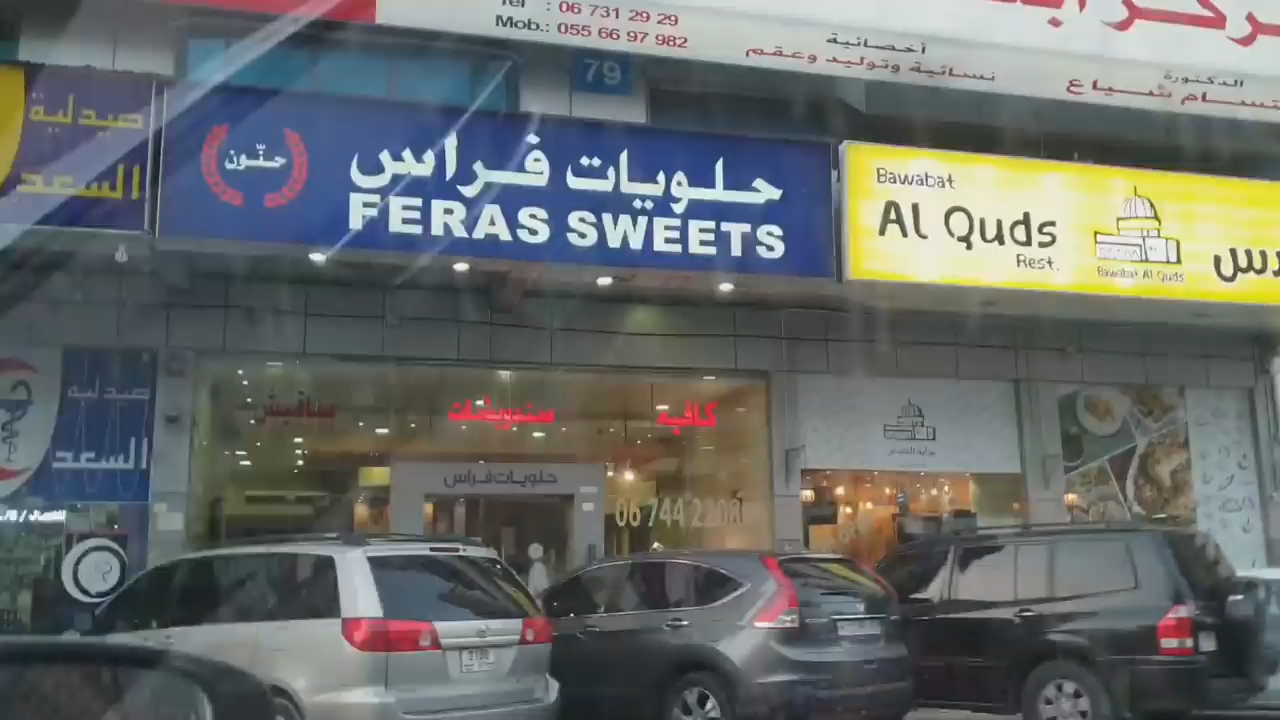 Tel : 06 731 29 29
Mob.: 055 66 97 982
أخصائية
نسائية وتوليد وعقم
الدكتورة
79
صيدلية
السعد
حنّون
حلويات فراس
FERAS SWEETS
Bawabat
AL Quds
Rest.
Bawabat Al Quds
صيدلية
السعد
سندويشات
كافيه
حلويات فراس
06 744 2208